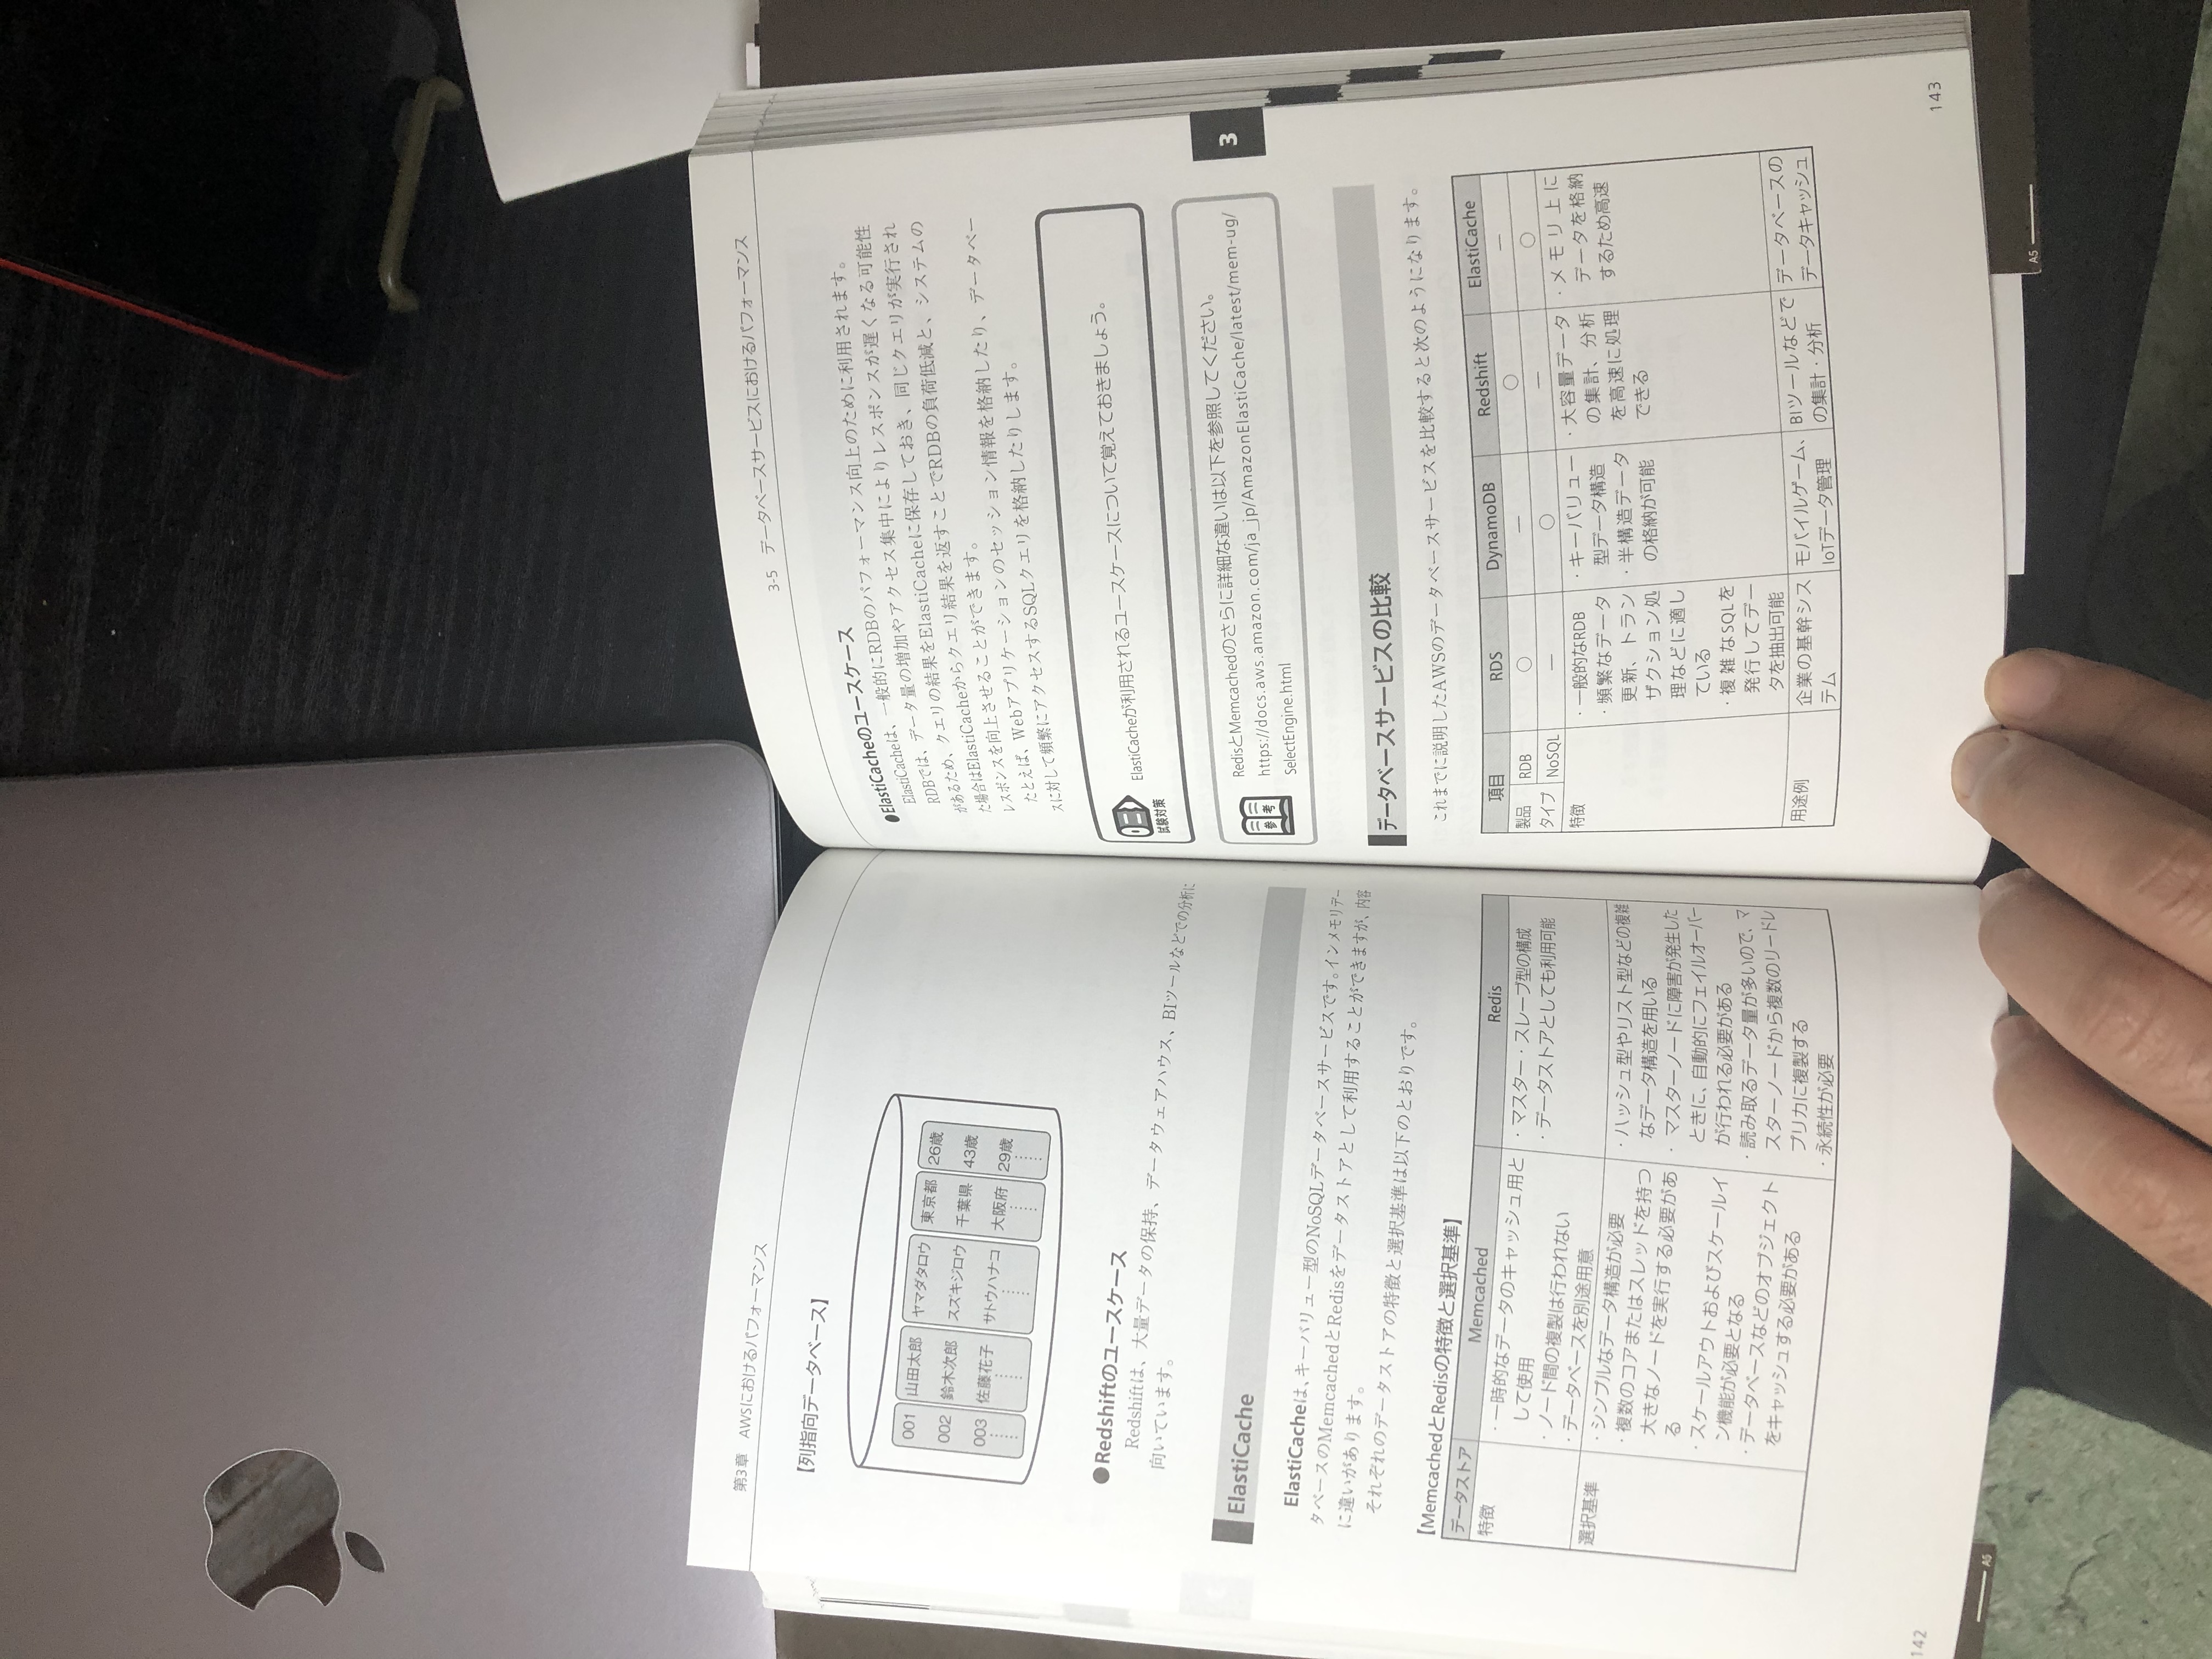 第3章 AWSにおけるパフォーマンス
【列指向データベース】
001 山田太郎 ヤマダタロウ 東京都 26歳
002 鈴木次郎 スズキジロウ 千葉県 43歳
003 佐藤花子 サトウハナコ 大阪府 29歳
●Redshiftのユースケース
Redshiftは、大量データの保持、データウェアハウス、BIツールなどでの分析に
向いています。
ElastiCache
ElastiCacheは、キーバリュー型のNoSQLデータベースサービスです。インメモリデー
タベースのMemcachedとRedisをデータストアとして利用することができますが、内容
に違いがあります。
それぞれのデータストアの特徴と選択基準は以下のとおりです。
【MemcachedとRedisの特徴と選択基準】
データストア Memcached Redis
特徴
・一時的なデータのキャッシュ用と
して使用
・ノード間の複製は行われない
・データベースを別途用意
・マスター・スレーブ型の構成
・データストアとしても利用可能
選択基準
・シンプルなデータ構造が必要
・複数のコアまたはスレッドを持つ
大きなノードを実行する必要があ
る
・スケールアウトおよびスケールイ
ン機能が必要となる
・データベースなどのオブジェクト
をキャッシュする必要がある
・ハッシュ型やリスト型などの複雑
なデータ構造を用いる
・マスターノードに障害が発生した
ときに、自動的にフェイルオーバー
が行われる必要がある
・読み取るデータ量が多いので、マ
スターノードから複数のリードレ
プリカに複製する
・永続性が必要
142
A5
3-5 データベースサービスにおけるパフォーマンス
●ElastiCacheのユースケース
ElastiCacheは、一般的にRDBのパフォーマンス向上のために利用されます。
RDBでは、データ量の増加やアクセス集中によりレスポンスが遅くなる可能性
があるため、クエリの結果をElastiCacheに保存しておき、同じクエリが実行され
た場合はElastiCacheからクエリ結果を返すことでRDBの負荷低減と、システムの
レスポンスを向上させることができます。
たとえば、Webアプリケーションのセッション情報を格納したり、データベー
スに対して頻繁にアクセスするSQLクエリを格納したりします。
試験対策
ElastiCacheが利用されるユースケースについて覚えておきましょう。
参考
RedisとMemcachedのさらに詳細な違いは以下を参照してください。
https://docs.aws.amazon.com/ja_jp/AmazonElastiCache/latest/mem-ug/
SelectEngine.html
3
データベースサービスの比較
これまでに説明したAWSのデータベースサービスを比較すると次のようになります。
項目 RDS DynamoDB Redshift ElastiCache
製品タイプ
RDB ○ ― ○ ―
NoSQL ― ○ ― ○
特徴
・一般的なRDB
・頻繁なデータ
更新、トラン
ザクション処
理などに適し
ている
・複雑なSQLを
発行してデー
タを抽出可能
・キーバリュー
型データ構造
・半構造データ
の格納が可能
・大容量データ
の集計、分析
を高速に処理
できる
・メモリ上に
データを格納
するため高速
用途例
企業の基幹シス
テム
モバイルゲーム、
IoTデータ管理
BIツールなどで
の集計・分析
データベースの
データキャッシュ
143
A5